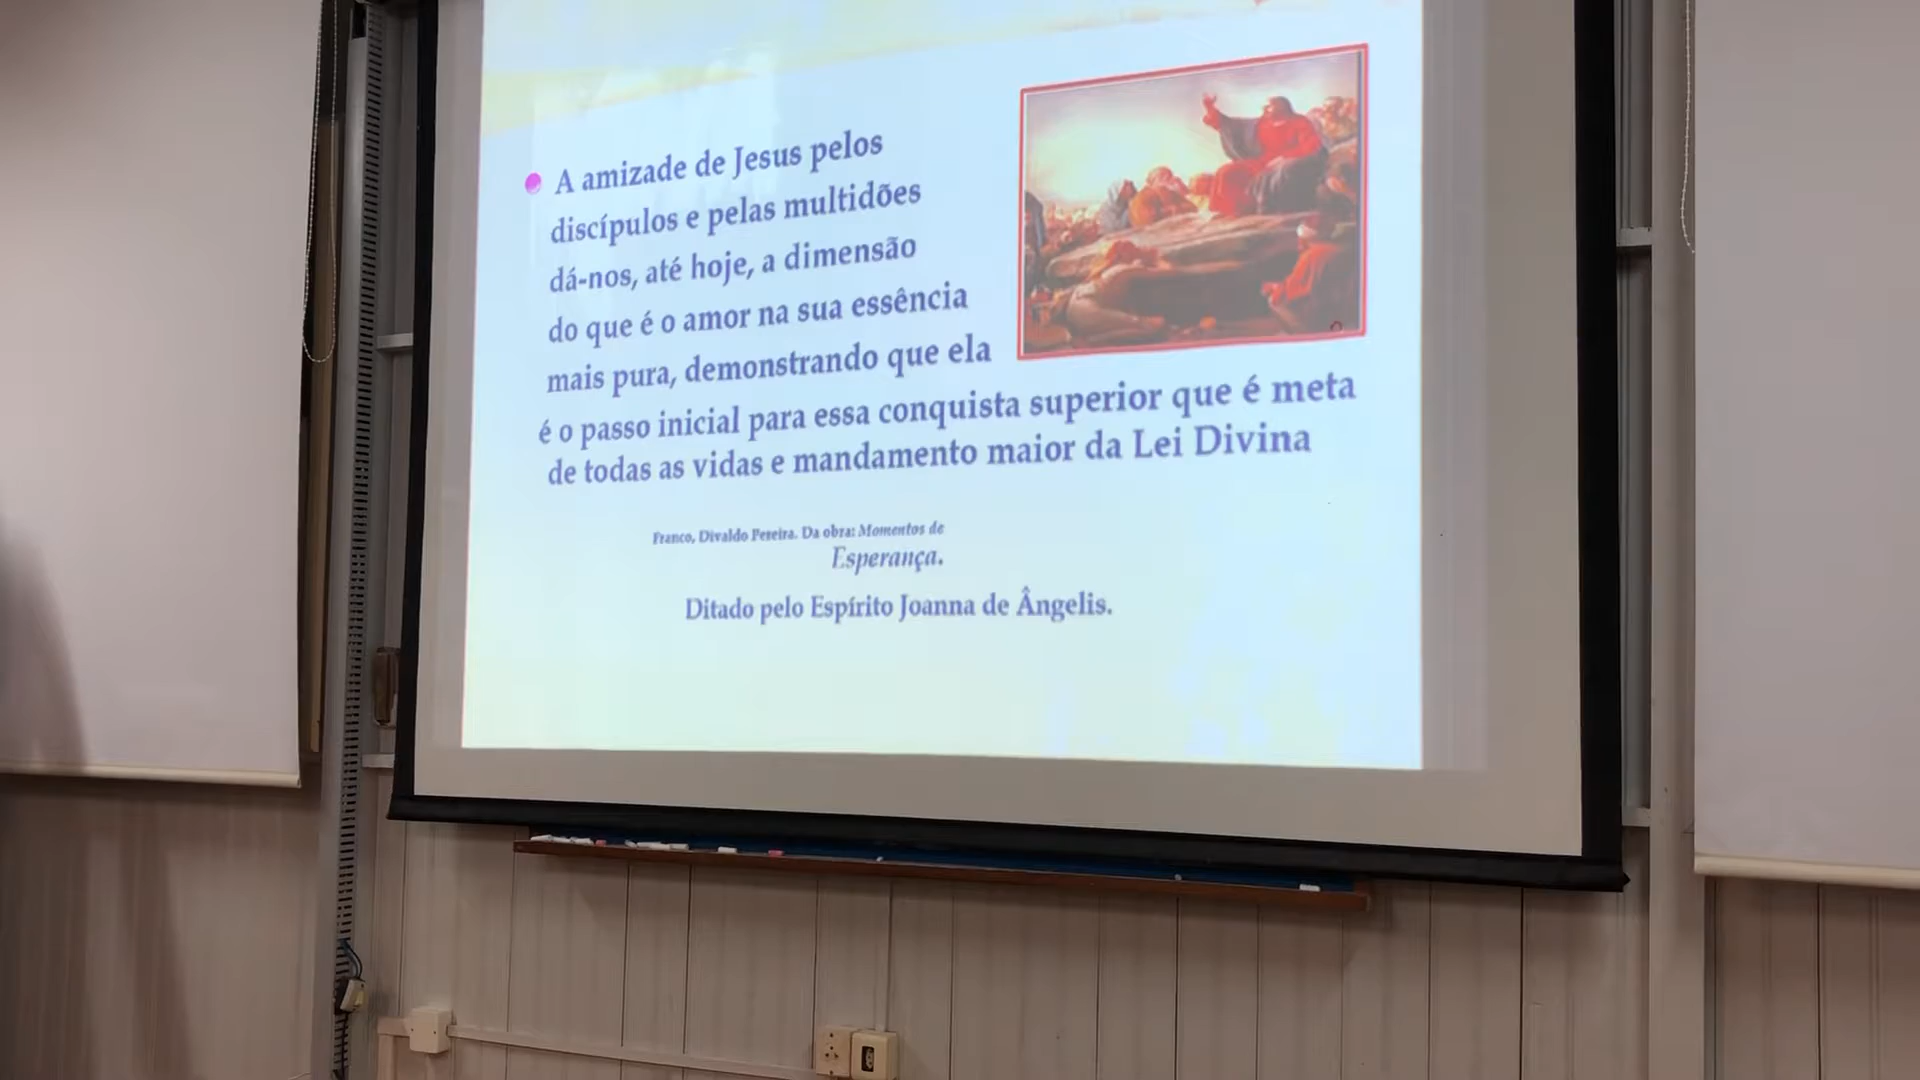 A amizade de Jesus pelos
discípulos e pelas multidões
dá-nos, até hoje, a dimensão
do que é o amor na sua essência
mais pura, demonstrando que ela
é o passo inicial para essa conquista superior que é meta
de todas as vidas e mandamento maior da Lei Divina
Franco, Divaldo Pereira. Da obra: Momentos de
Esperança.
Ditado pelo Espírito Joanna de Ângelis.